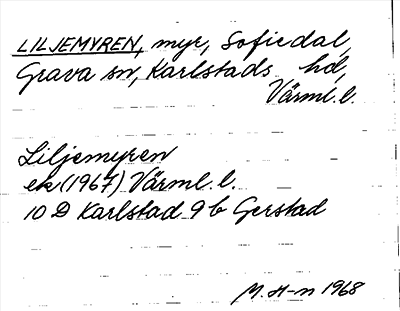 LILJEMYREN, myr, Sofiedal,
Grava sn, Karlstads hd,
Värml. l.
Liljemyren
ek (1967) Värml. l.
10 D Karlstad 9 b Gerstad
M. H-n 1968